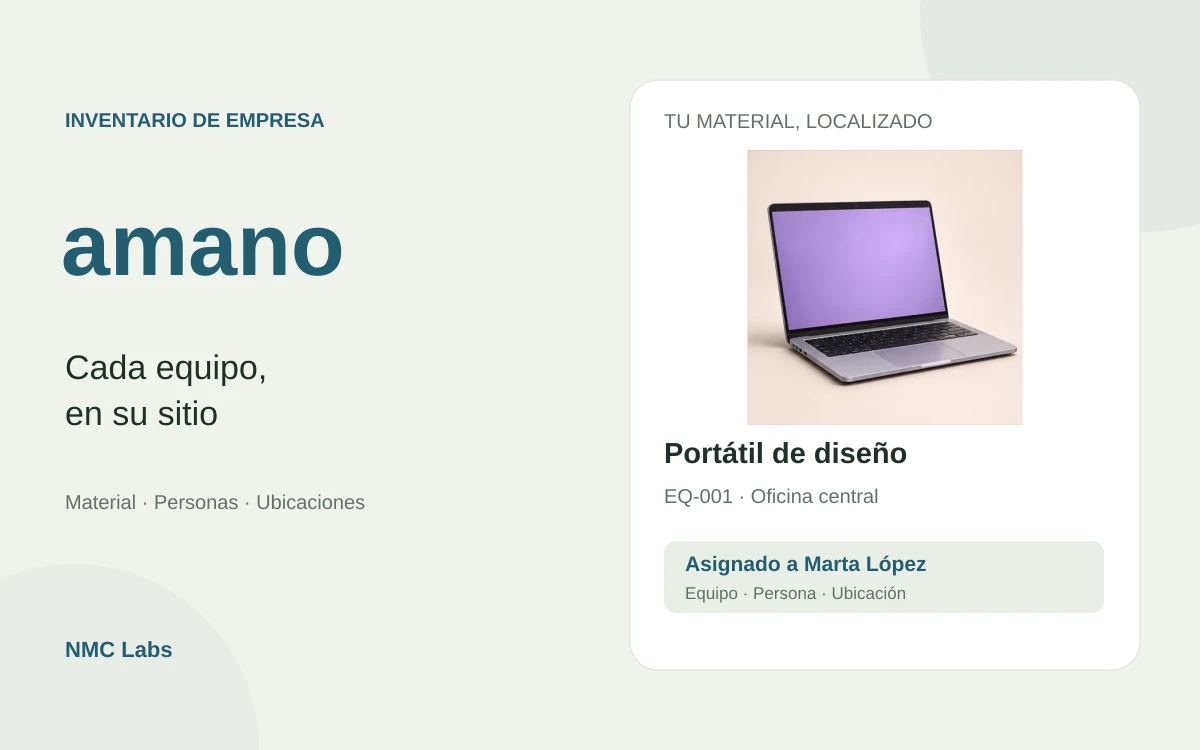 INVENTARIO DE EMPRESA
amano
Cada equipo,
en su sitio
Material · Personas · Ubicaciones
NMC Labs
TU MATERIAL, LOCALIZADO
Portátil de diseño
EQ-001 · Oficina central
Asignado a Marta López
Equipo · Persona · Ubicación